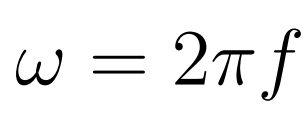 ω = 2πf